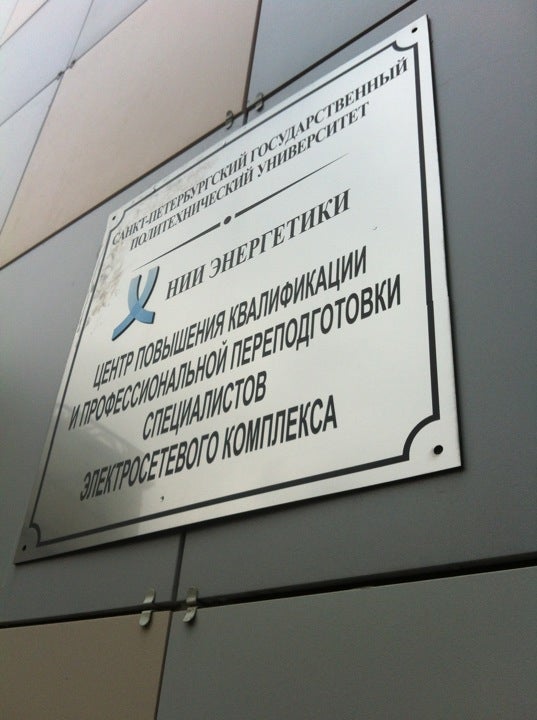 САНКТ-ПЕТЕРБУРГСКИЙ ГОСУДАРСТВЕННЫЙ
ПОЛИТЕХНИЧЕСКИЙ УНИВЕРСИТЕТ
НИИ ЭНЕРГЕТИКИ
ЦЕНТР ПОВЫШЕНИЯ КВАЛИФИКАЦИИ
И ПРОФЕССИОНАЛЬНОЙ ПЕРЕПОДГОТОВКИ
СПЕЦИАЛИСТОВ
ЭЛЕКТРОСЕТЕВОГО КОМПЛЕКСА